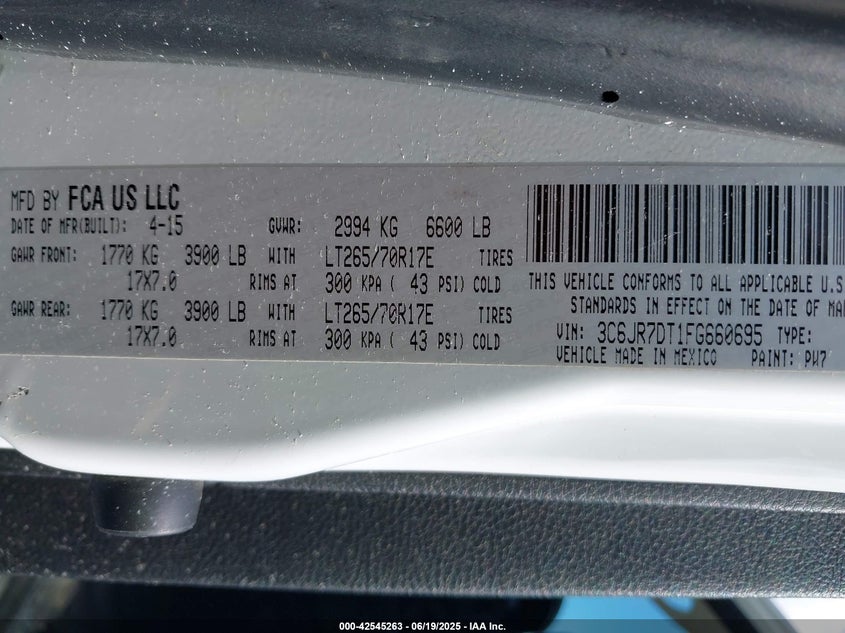 MFD BY FCA US LLC
DATE OF MFR(BUILT): 4-15 GVWR: 2994 KG 6600 LB
GAWR FRONT: 1770 KG 3900 LB WITH LT265/70R17E TIRES
17X7.0 RIMS AT 300 KPA ( 43 PSI) COLD
GAWR REAR: 1770 KG 3900 LB WITH LT265/70R17E TIRES
17X7.0 RIMS AT 300 KPA ( 43 PSI) COLD
THIS VEHICLE CONFORMS TO ALL APPLICABLE U.S
STANDARDS IN EFFECT ON THE DATE OF MA
VIN: 3C6JR7DT1FG660695 TYPE:
VEHICLE MADE IN MEXICO PAINT: PW7
000-42545263 - 06/19/2025 - IAA Inc.